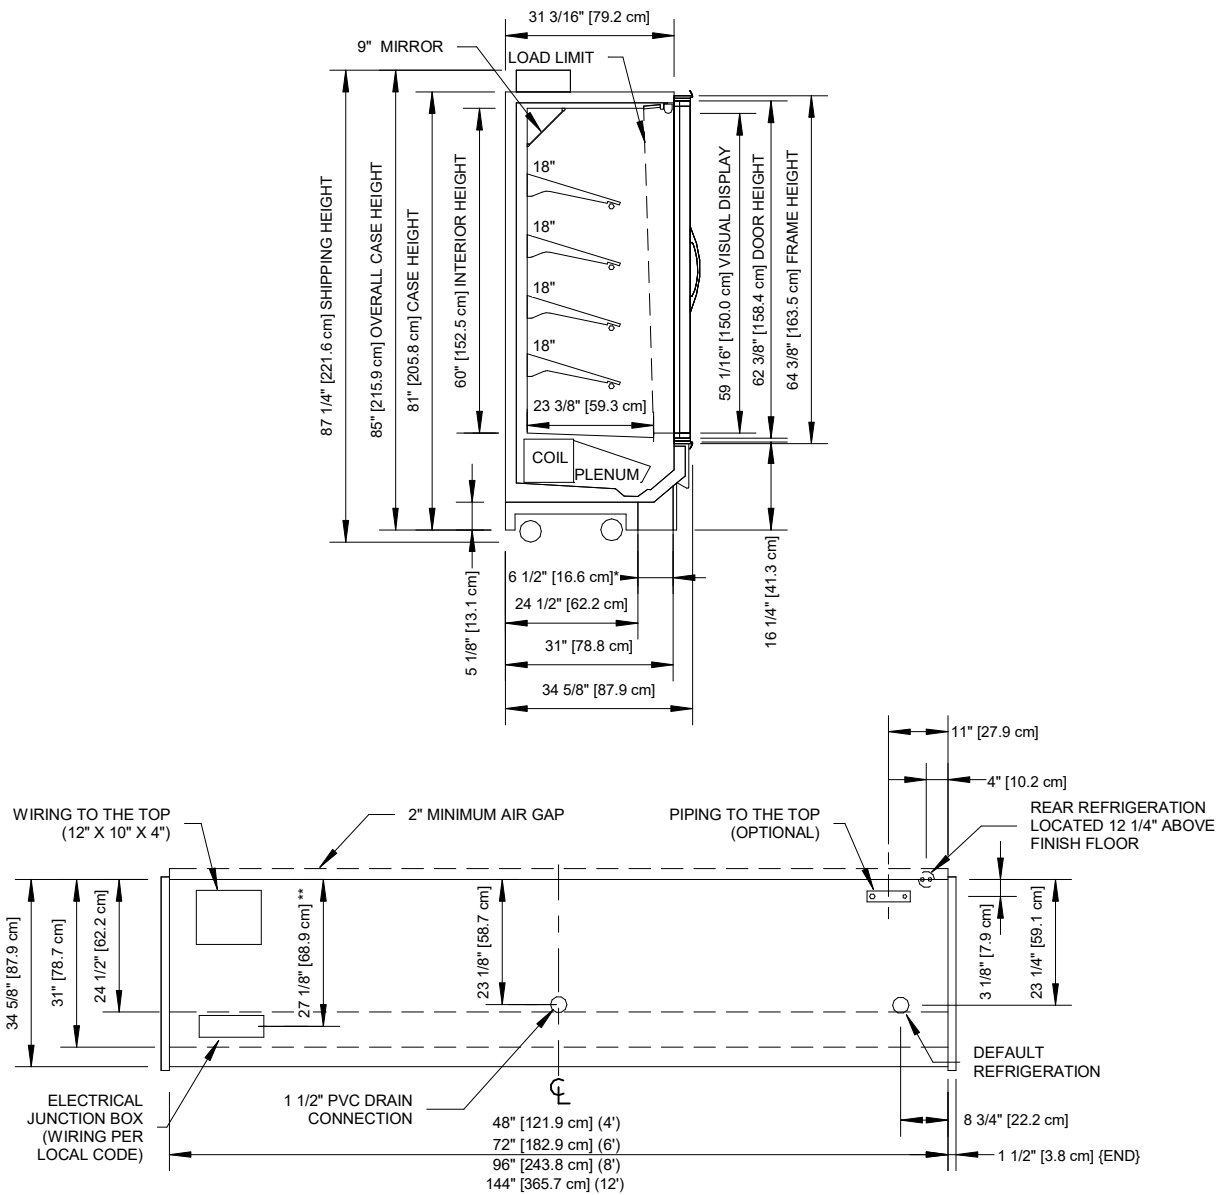 31 3/16" [79.2 cm]
9" MIRROR
LOAD LIMIT
87 1/4" [221.6 cm] SHIPPING HEIGHT
85" [215.9 cm] OVERALL CASE HEIGHT
81" [205.8 cm] CASE HEIGHT
60" [152.5 cm] INTERIOR HEIGHT
18"
18"
18"
18"
59 1/16" [150.0 cm] VISUAL DISPLAY
62 3/8" [158.4 cm] DOOR HEIGHT
64 3/8" [163.5 cm] FRAME HEIGHT
23 3/8" [59.3 cm]
COIL
PLENUM
5 1/8" [13.1 cm]
6 1/2" [16.6 cm]*
16 1/4" [41.3 cm]
24 1/2" [62.2 cm]
31" [78.8 cm]
34 5/8" [87.9 cm]
11" [27.9 cm]
4" [10.2 cm]
WIRING TO THE TOP
(12" X 10" X 4")
2" MINIMUM AIR GAP
PIPING TO THE TOP
(OPTIONAL)
REAR REFRIGERATION
LOCATED 12 1/4" ABOVE
FINISH FLOOR
34 5/8" [87.9 cm]
31" [78.7 cm]
24 1/2" [62.2 cm]
27 1/8" [68.9 cm] **
23 1/8" [58.7 cm]
3 1/8" [7.9 cm]
23 1/4" [59.1 cm]
DEFAULT
REFRIGERATION
ELECTRICAL
JUNCTION BOX
(WIRING PER
LOCAL CODE)
1 1/2" PVC DRAIN
CONNECTION
CL
48" [121.9 cm] (4')
72" [182.9 cm] (6')
96" [243.8 cm] (8')
144" [365.7 cm] (12')
8 3/4" [22.2 cm]
1 1/2" [3.8 cm] {END}